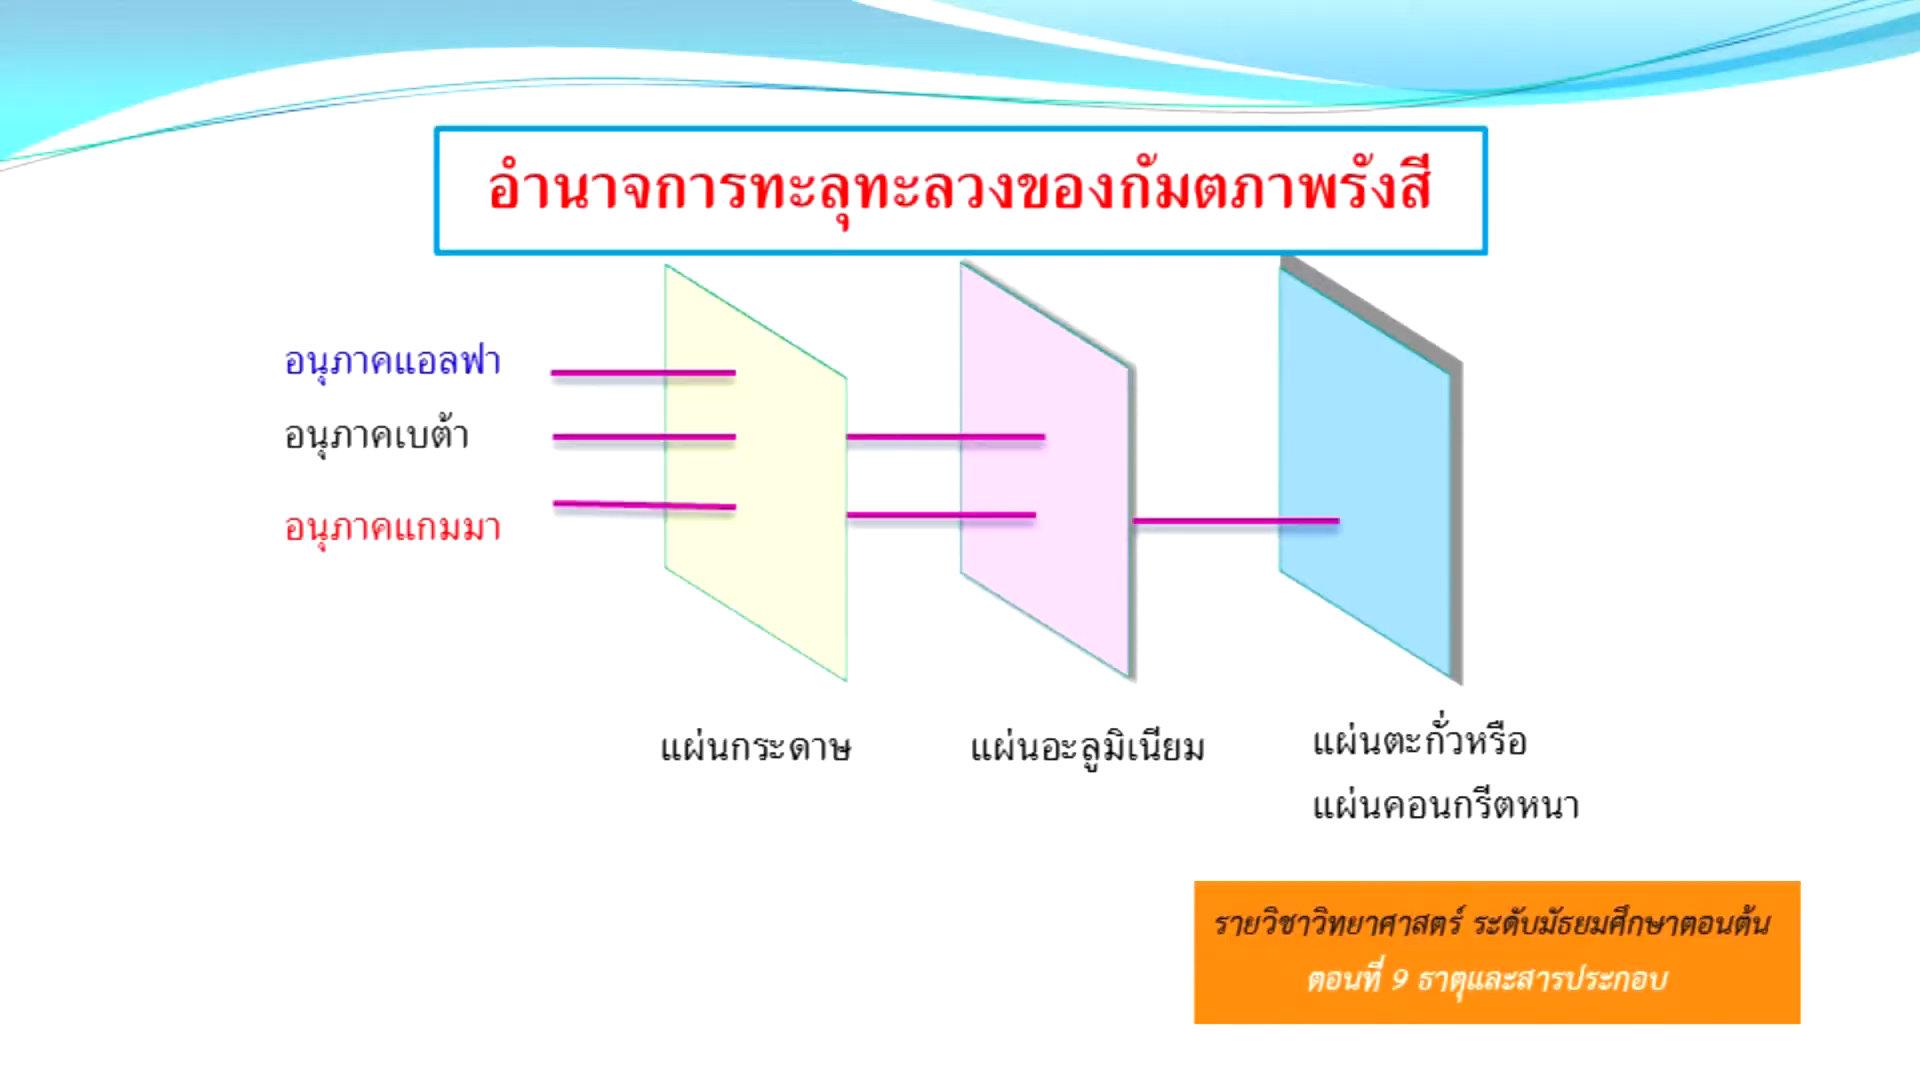 อำนาจการทะลุทะลวงของกัมตภาพรังสี
อนุภาคแอลฟา
อนุภาคเบต้า
อนุภาคแกมมา
แผ่นกระดาษ
แผ่นอะลูมิเนียม
แผ่นตะกั่วหรือ
แผ่นคอนกรีตหนา
รายวิชาวิทยาศาสตร์ ระดับมัธยมศึกษาตอนต้น
ตอนที่ 9 ธาตุและสารประกอบ